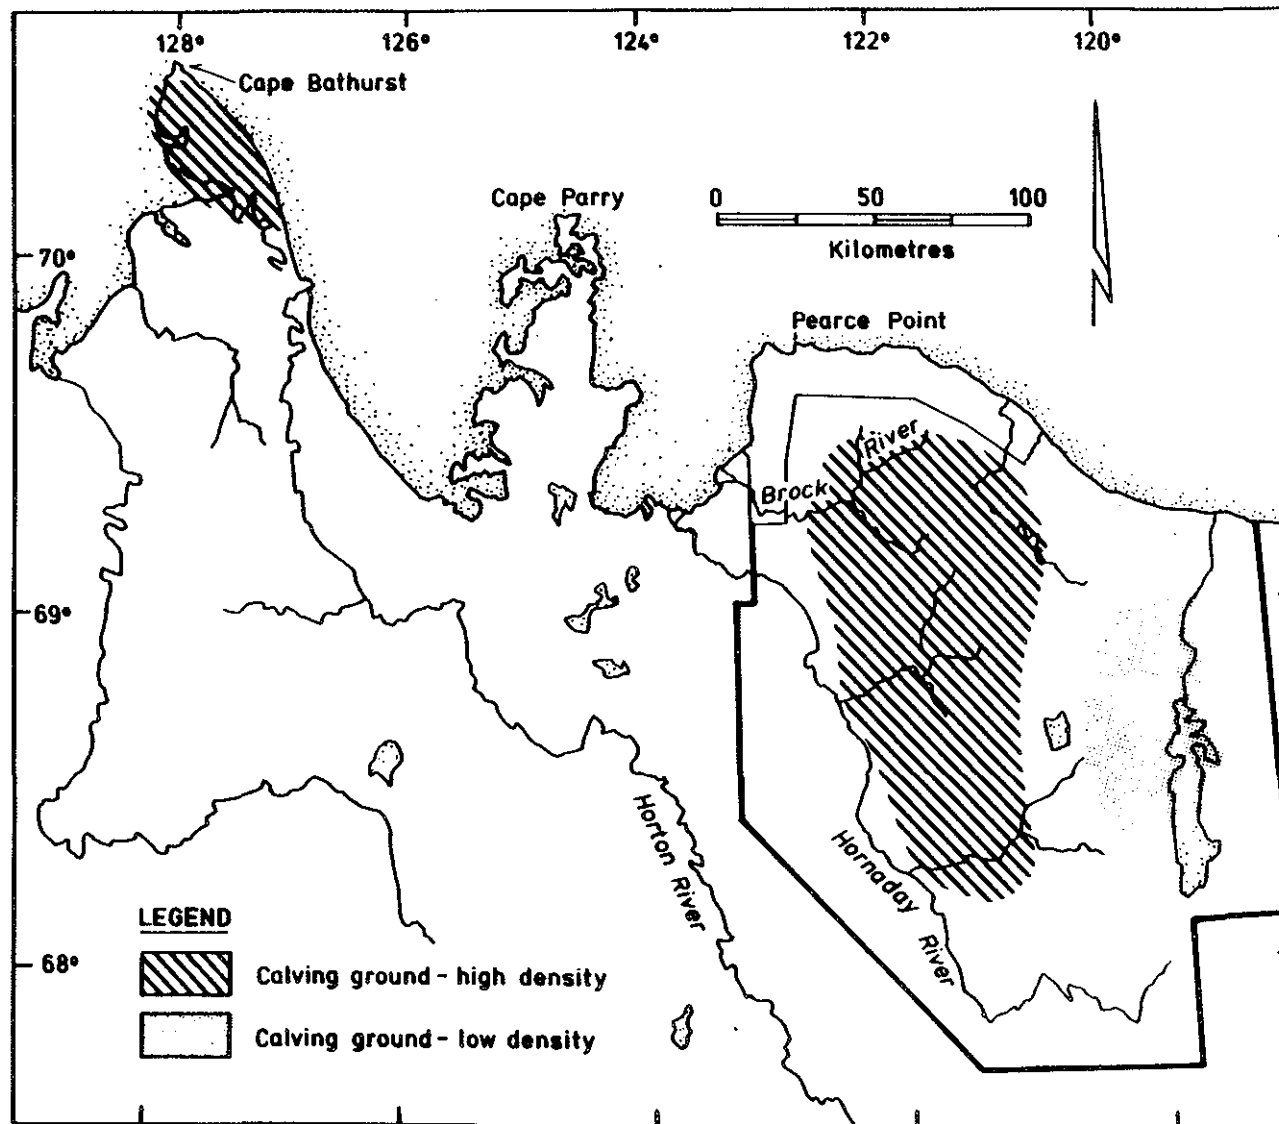 128°
126°
124°
122°
120°
Cape Bathurst
Cape Parry
0 50 100
Kilometres
70°
Pearce Point
River
Brock
69°
Horton River
Hornaday
River
LEGEND
68°
Calving ground - high density
Calving ground - low density